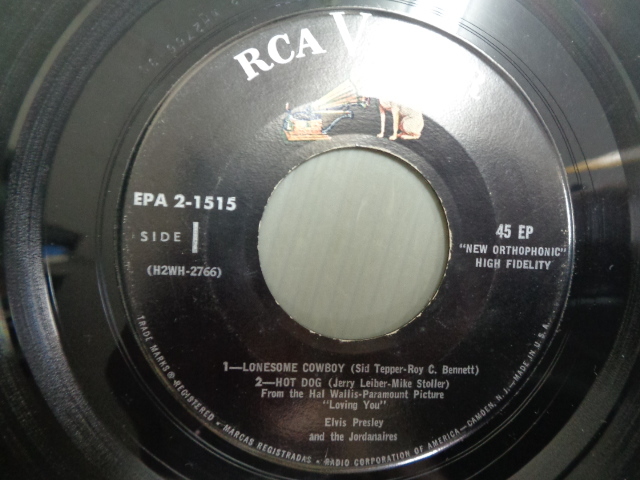 RCA V
EPA 2-1515
SIDE 1
(H2WH-2766)
45 EP
"NEW ORTHOPHONIC"
HIGH FIDELITY
1—LONESOME COWBOY (Sid Tepper-Roy C. Bennett)
2—HOT DOG (Jerry Leiber-Mike Stoller)
From the Hal Wallis-Paramount Picture
"Loving You"
Elvis Presley
and the Jordanaires
TRADE MARKS ® REGISTERED - MARCAS REGISTRADAS - RADIO CORPORATION OF AMERICA-CAMDEN, N. J.-MADE IN U.S.A.